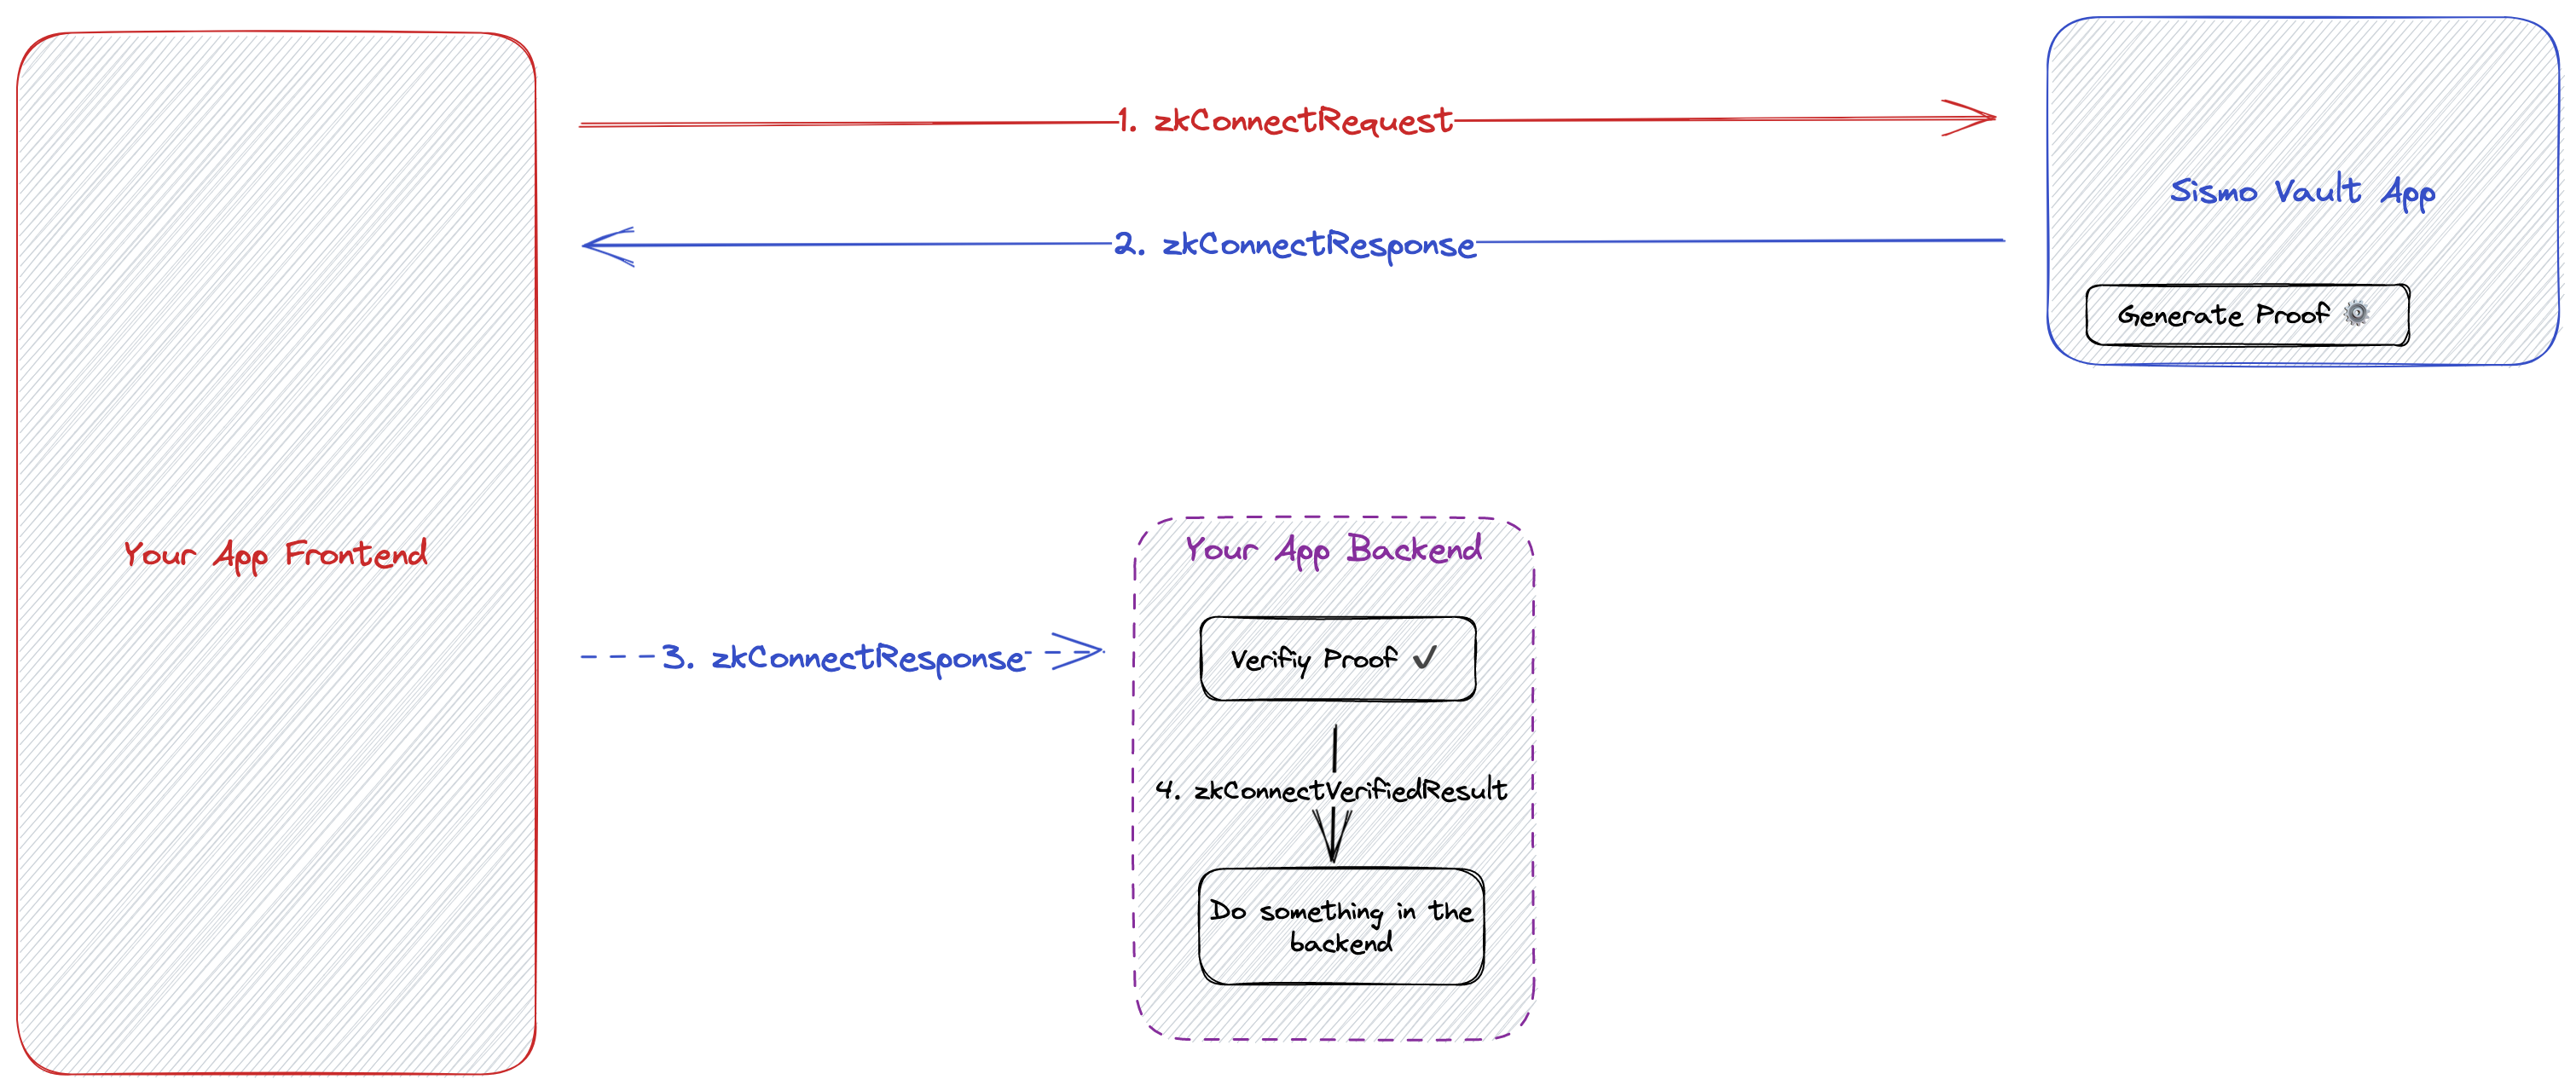 1. zkConnectRequest
Sismo Vault App
2. zkConnectResponse
Generate Proof
Your App Frontend
Your App Backend
3. zkConnectResponse
Verifiy Proof ✔
4. zkConnectVerifiedResult
Do something in the
backend